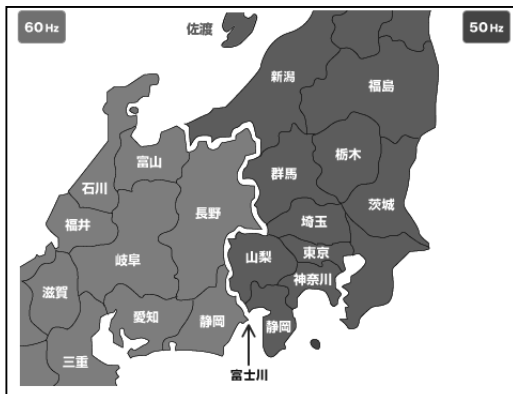 60Hz
佐渡
50Hz
新潟
福島
富山
群馬
栃木
石川
長野
茨城
福井
埼玉
岐阜
山梨
東京
神奈川
滋賀
愛知
静岡
静岡
三重
富士川